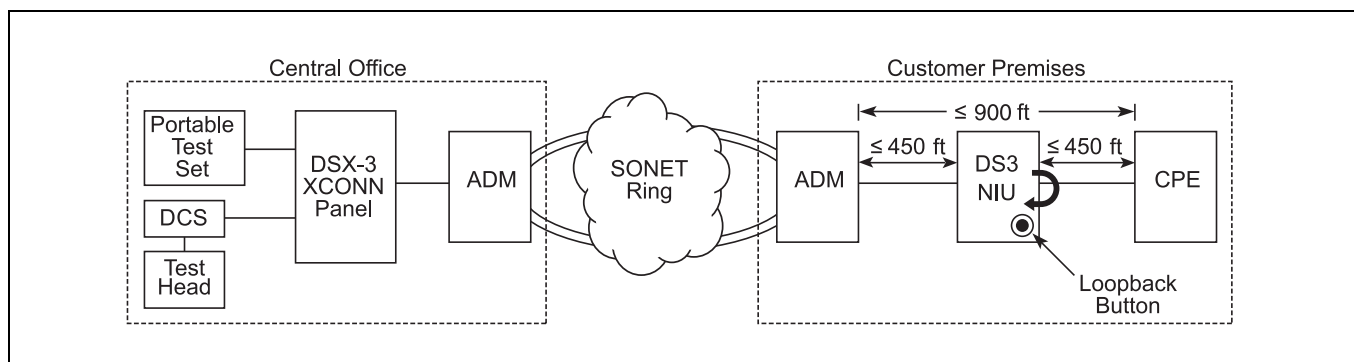 Central Office
Portable
Test
Set
DCS
Test
Head
DSX-3
XCONN
Panel
ADM
SONET
Ring
Customer Premises
≤ 900 ft
≤ 450 ft
≤ 450 ft
ADM
DS3
NIU
CPE
Loopback
Button